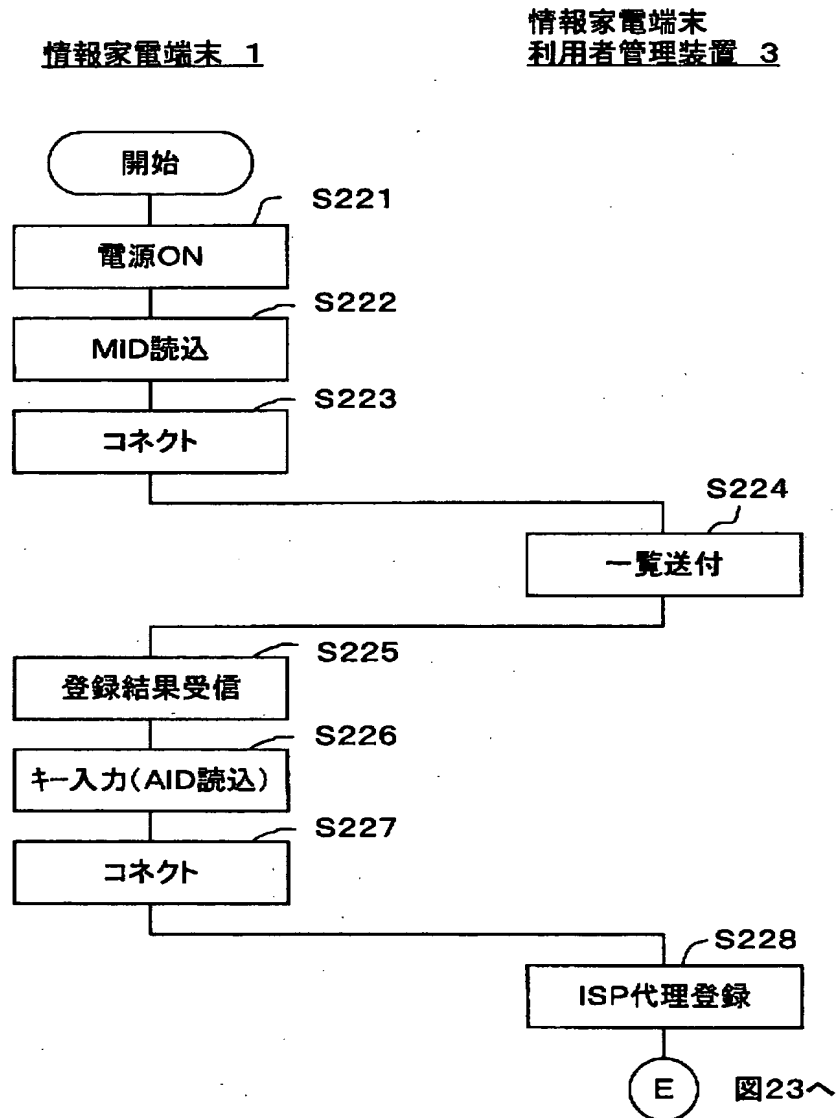 情報家電端末 1
情報家電端末
利用者管理装置 3
開始
S221
電源ON
S222
MID読込
S223
コネクト
S224
一覧送付
S225
登録結果受信
S226
キー入力(AID読込)
S227
コネクト
S228
ISP代理登録
E
図23へ